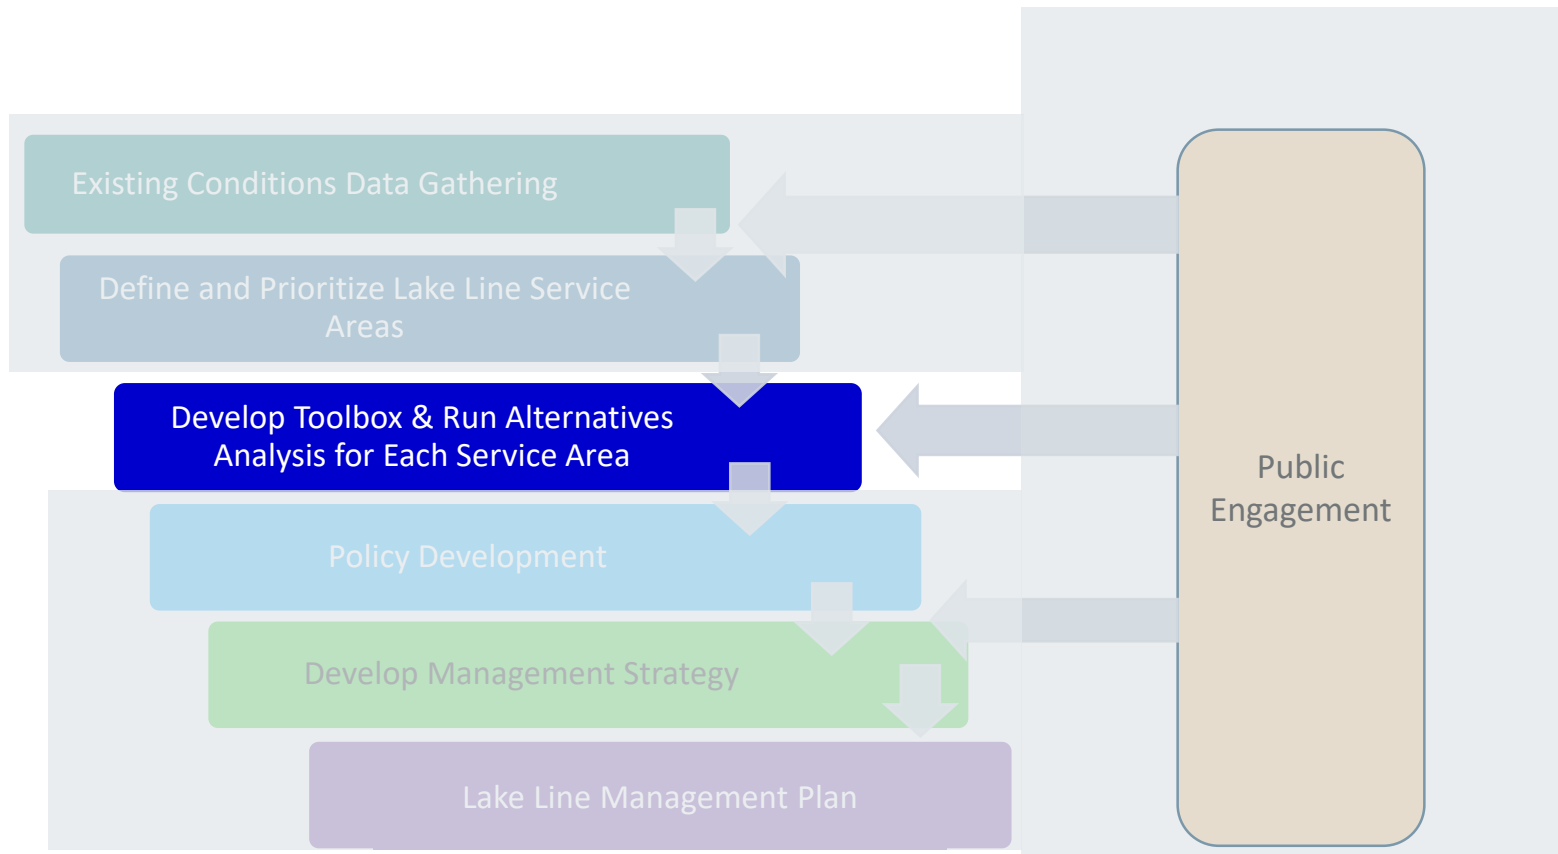 Existing Conditions Data Gathering
Define and Prioritize Lake Line Service
Areas
Develop Toolbox & Run Alternatives
Analysis for Each Service Area
Policy Development
Develop Management Strategy
Lake Line Management Plan
Public
Engagement